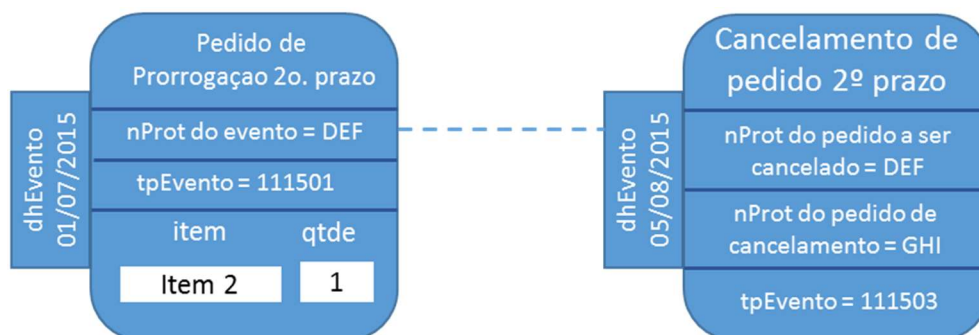 dhEvento
01/07/2015
Pedido de
Prorrogaçao 2o. prazo
nProt do evento = DEF
tpEvento = 111501
item qtde
Item 2 1
dhEvento
05/08/2015
Cancelamento de
pedido 2º prazo
nProt do pedido a ser
cancelado = DEF
nProt do pedido de
cancelamento = GHI
tpEvento = 111503